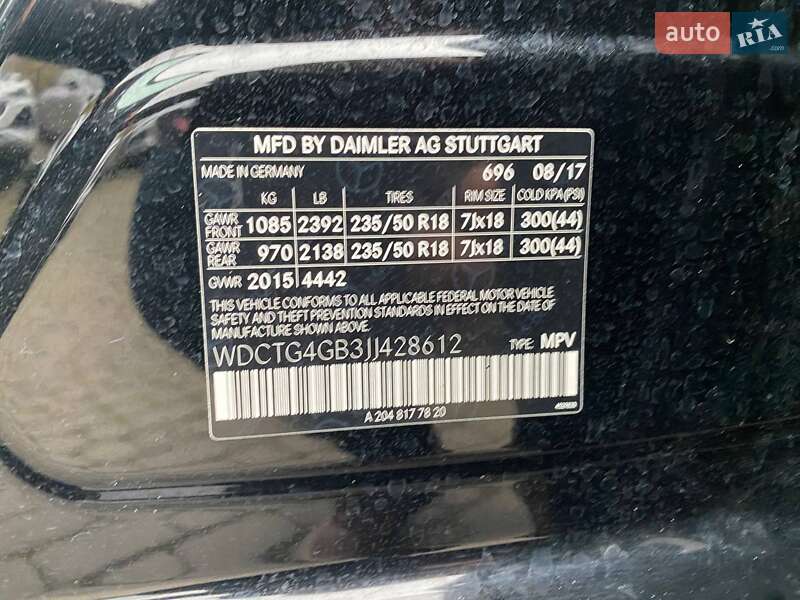 auto RIA
MFD BY DAIMLER AG STUTTGART
MADE IN GERMANY 696 08/17
KG LB TIRES RIM SIZE COLD KPA (PSI)
GAWR FRONT 1085 2392 235/50 R18 7Jx18 300(44)
GAWR REAR 970 2138 235/50 R18 7Jx18 300(44)
GVWR 2015 4442
THIS VEHICLE CONFORMS TO ALL APPLICABLE FEDERAL MOTOR VEHICLE
SAFETY AND THEFT PREVENTION STANDARDS IN EFFECT ON THE DATE OF
MANUFACTURE SHOWN ABOVE.
WDCTG4GB3JJ428612 TYPE: MPV
A 204 817 78 20